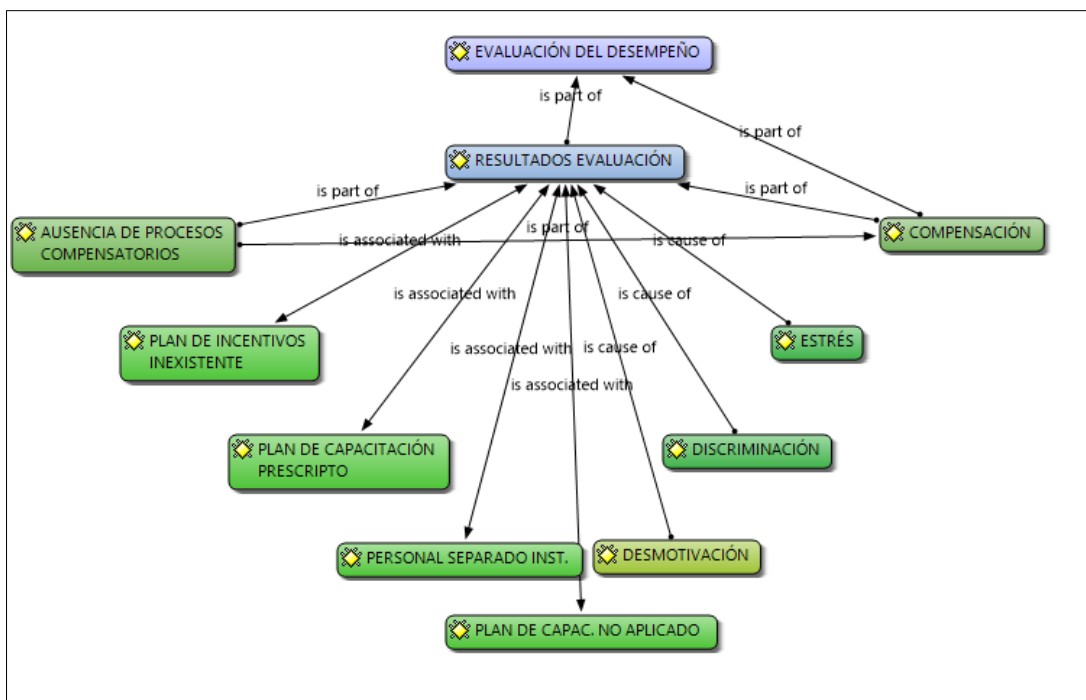 EVALUACIÓN DEL DESEMPEÑO
is part of
is part of
RESULTADOS EVALUACIÓN
is part of
is part of
AUSENCIA DE PROCESOS
COMPENSATORIOS
is associated with
is part of
is cause of
COMPENSACIÓN
is associated with
is cause of
PLAN DE INCENTIVOS
INEXISTENTE
ESTRÉS
is associated with
is cause of
is associated with
PLAN DE CAPACITACIÓN
PRESCRIPTO
DISCRIMINACIÓN
PERSONAL SEPARADO INST.
DESMOTIVACIÓN
PLAN DE CAPAC. NO APLICADO